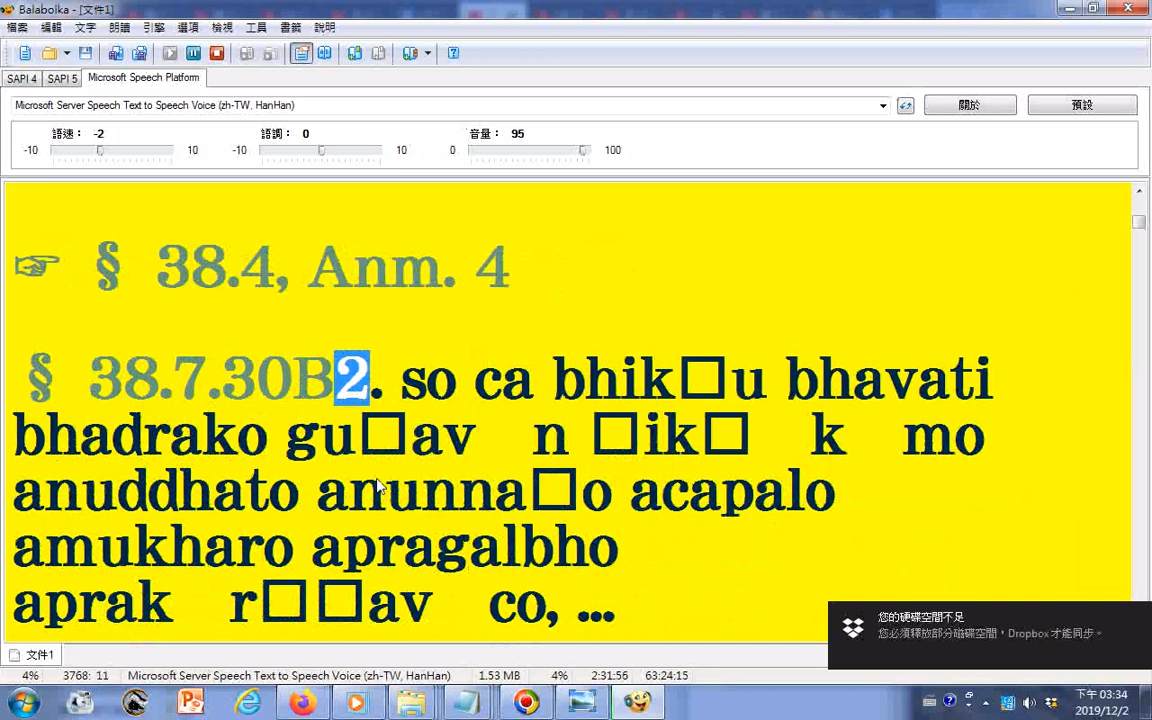 Balabolka - [文件1]
檔案 編輯 文字 朗讀 引擎 選項 檢視 工具 書籤 說明
SAPI 4 SAPI 5 Microsoft Speech Platform
Microsoft Server Speech Text to Speech Voice (zh-TW, HanHan) 關於 預設
語速： -2 語調： 0 音量： 95
-10 10 -10 10 0 100
☞ § 38.4, Anm. 4
§ 38.7.30B2. so ca bhik□u bhavati
bhadrako gu□av n □ik□ k mo
anuddhato anunna□o acapalo
amukharo apragalbho
aprak r□□av co, ...
您的硬碟空間不足
您必須釋放部分磁碟空間，Dropbox 才能同步。
文件1
4% 3768: 11 Microsoft Server Speech Text to Speech Voice (zh-TW, HanHan) 1.53 MB 4% 2:31:56 63:24:15
下午 03:34
2019/12/2